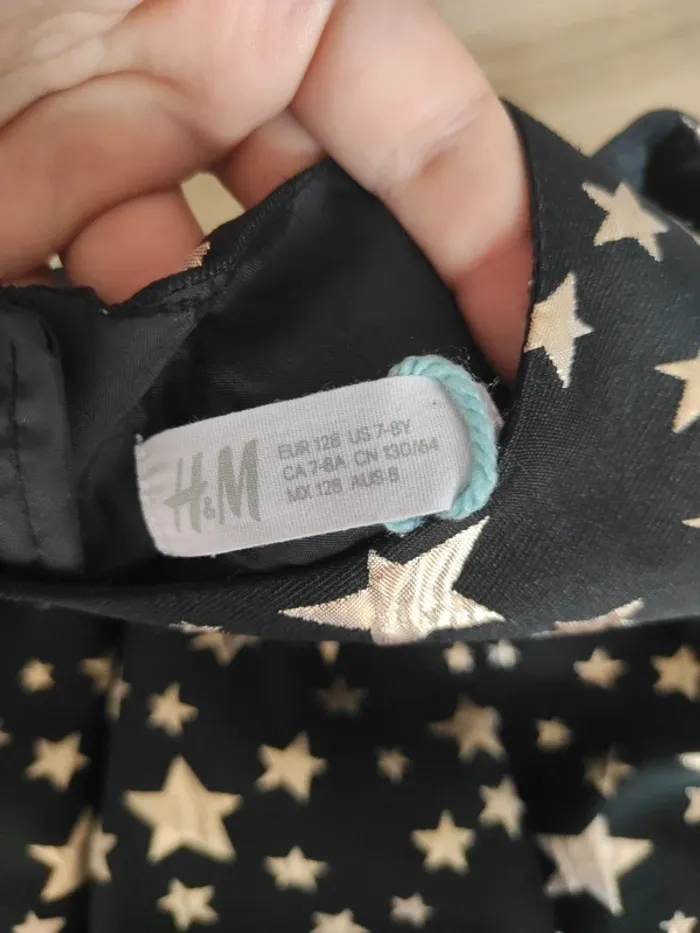 H&M
EUR 128 US 7-8Y
CA 7-8A CN 130/64
MX 128 AUS 8